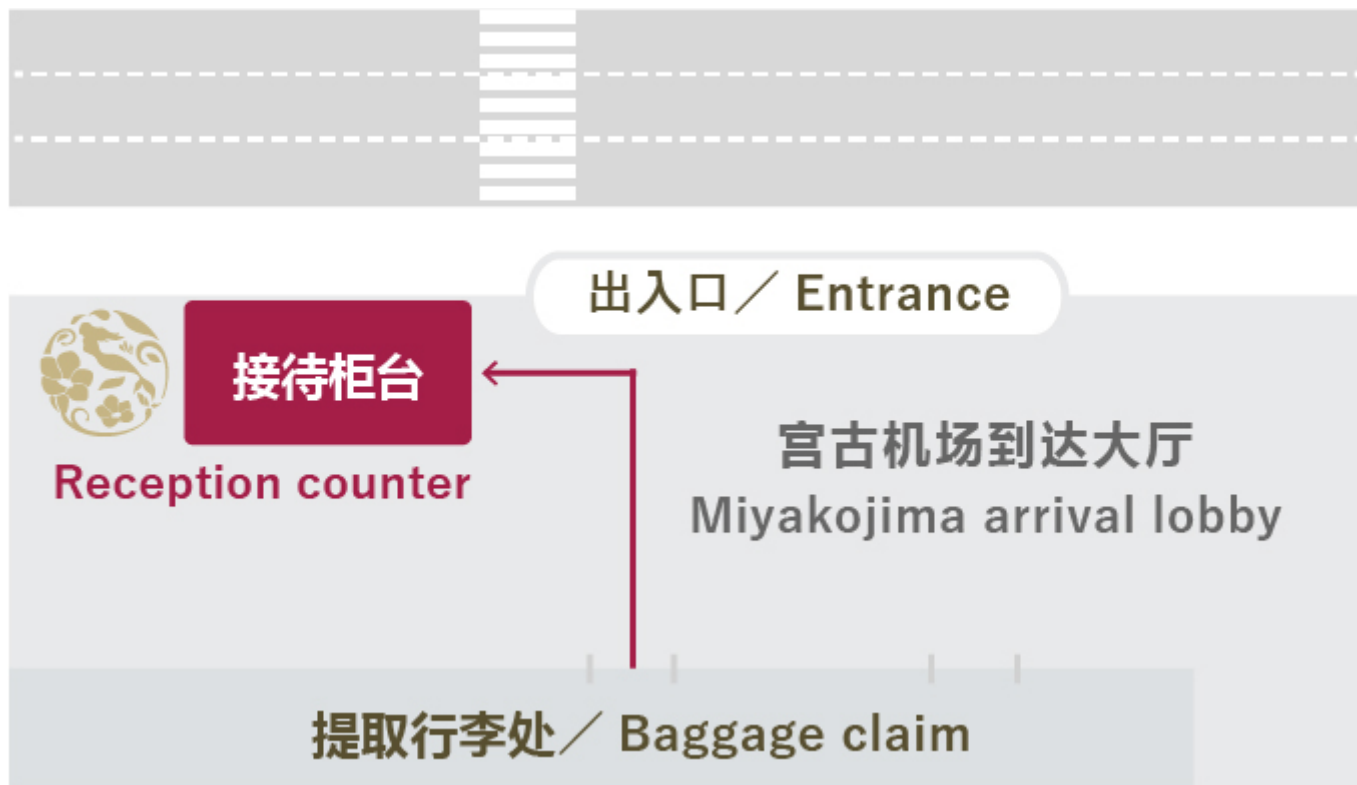 出入口／ Entrance
接待柜台
Reception counter
宫古机场到达大厅
Miyakojima arrival lobby
提取行李处／ Baggage claim